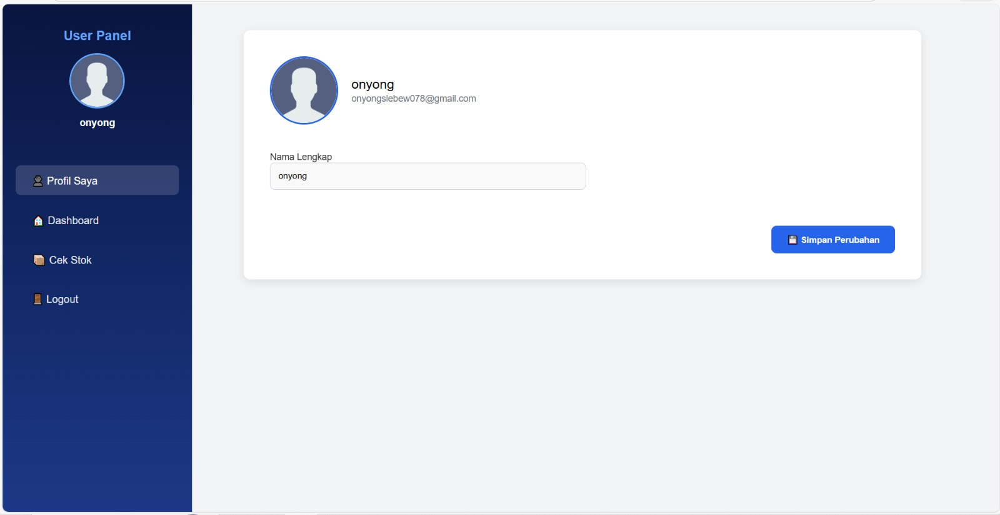 User Panel
onyong
Profil Saya
Dashboard
Cek Stok
Logout
onyong
onyongslebew078@gmail.com
Nama Lengkap
onyong
Simpan Perubahan